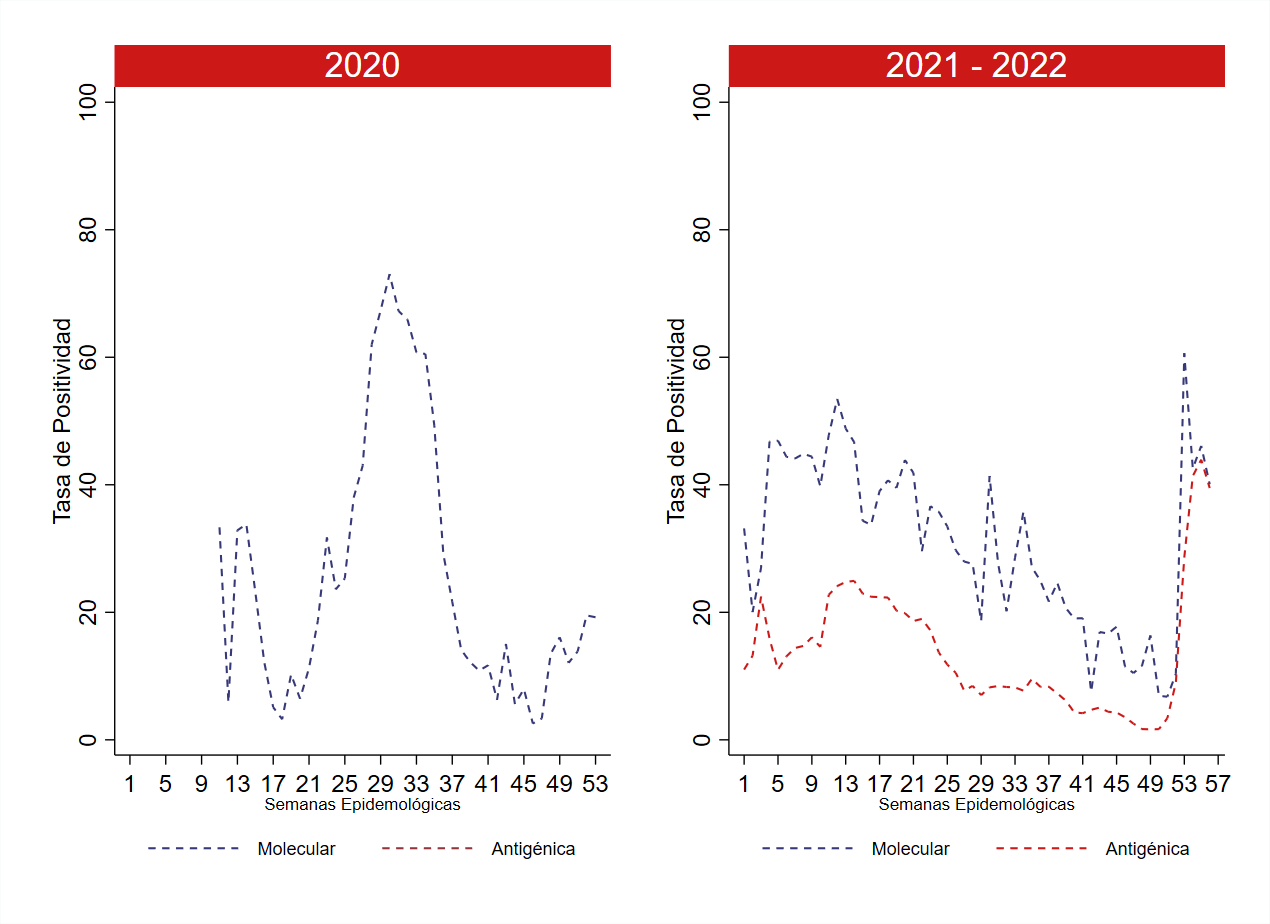 2020
100
80
60
40
20
0
Tasa de Positividad
1 5 9 13 17 21 25 29 33 37 41 45 49 53
Semanas Epidemológicas
Molecular Antigénica
2021 - 2022
100
80
60
40
20
0
Tasa de Positividad
1 5 9 13 17 21 25 29 33 37 41 45 49 53 57
Semanas Epidemológicas
Molecular Antigénica